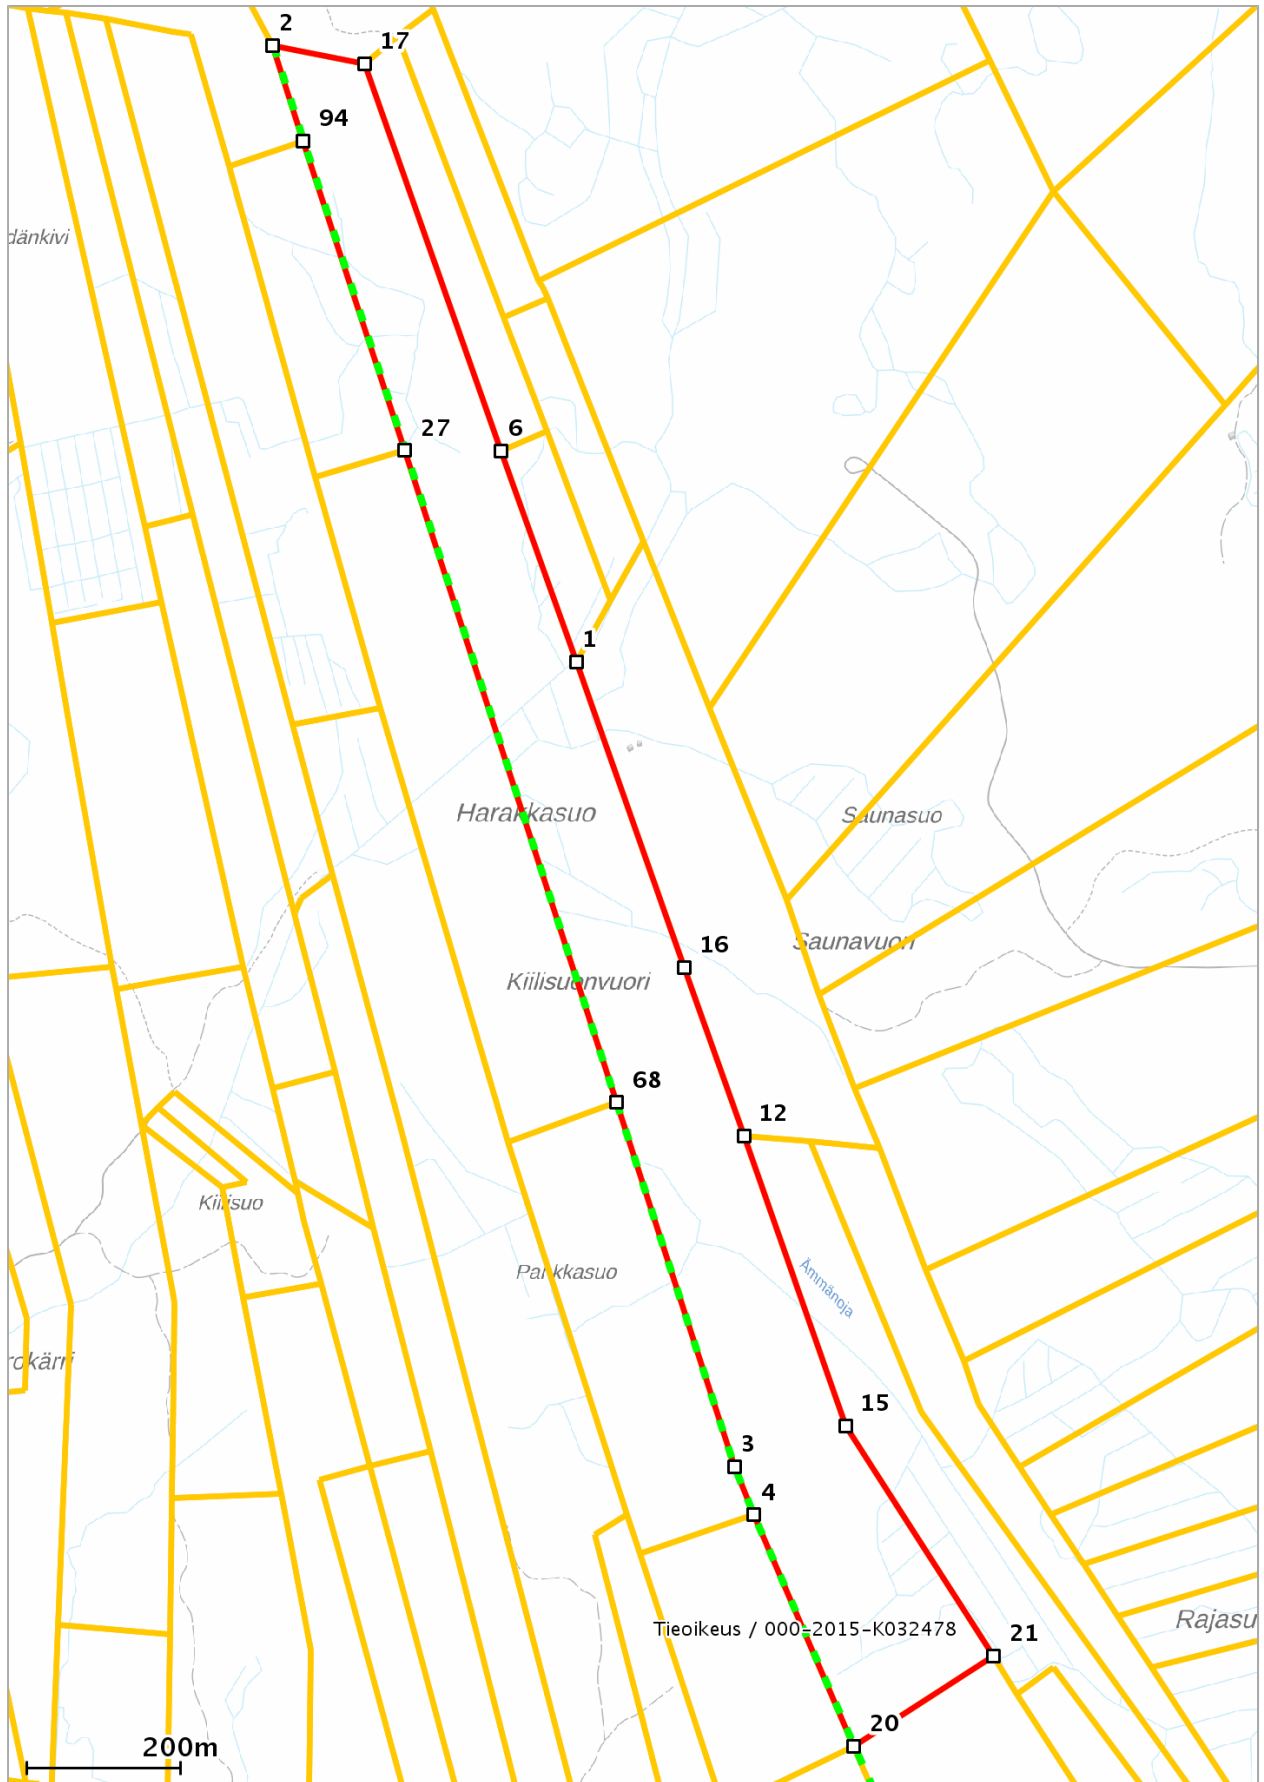 2
17
94
dänkivi
27
6
1
Harakkasuo
Saunasuo
16
Saunavuori
Kiilisuonvuori
68
12
Kiilisuo
Parkkasuo
Ämmänoja
rokärri
15
3
4
Tieoikeus / 000-2015-K032478
Rajasu
21
20
200m